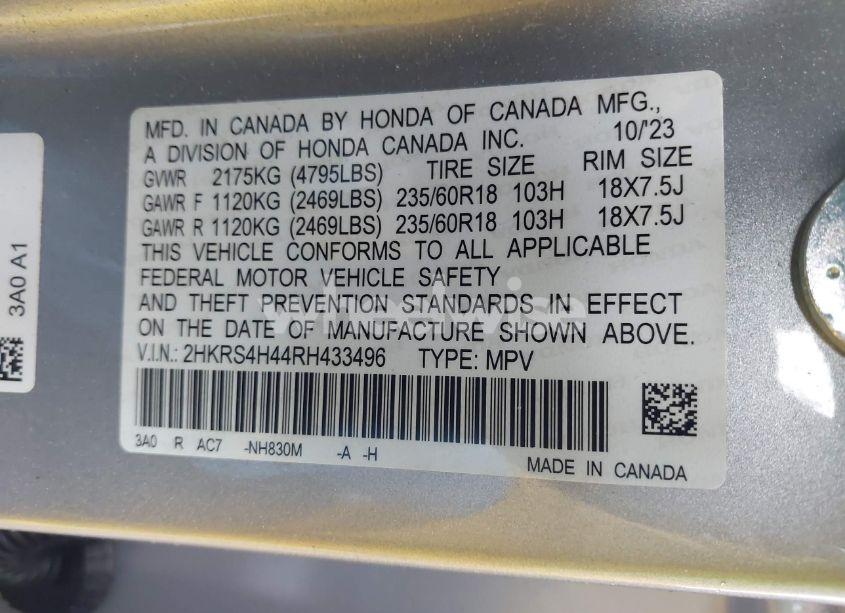 MFD. IN CANADA BY HONDA OF CANADA MFG.,
A DIVISION OF HONDA CANADA INC. 10/'23
GVWR 2175KG (4795LBS) TIRE SIZE RIM SIZE
GAWR F 1120KG (2469LBS) 235/60R18 103H 18X7.5J
GAWR R 1120KG (2469LBS) 235/60R18 103H 18X7.5J
THIS VEHICLE CONFORMS TO ALL APPLICABLE
FEDERAL MOTOR VEHICLE SAFETY
AND THEFT PREVENTION STANDARDS IN EFFECT
ON THE DATE OF MANUFACTURE SHOWN ABOVE.
V.I.N.: 2HKRS4H44RH433496 TYPE: MPV
3A0 R AC7 -NH830M -A -H
MADE IN CANADA
3A0 A1